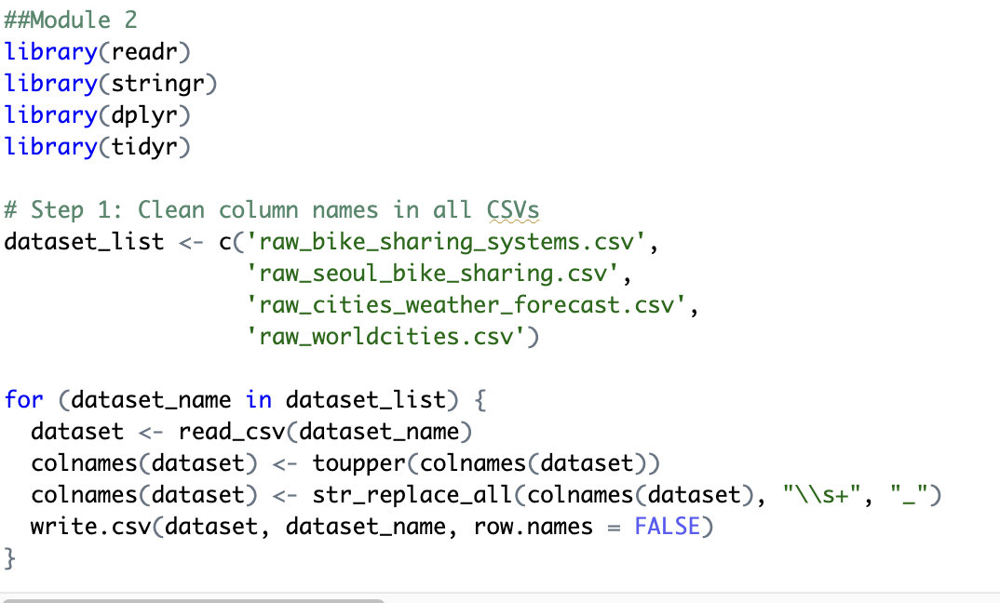 ##Module 2
library(readr)
library(stringr)
library(dplyr)
library(tidyr)

# Step 1: Clean column names in all CSVs
dataset_list <- c('raw_bike_sharing_systems.csv',
                  'raw_seoul_bike_sharing.csv',
                  'raw_cities_weather_forecast.csv',
                  'raw_worldcities.csv')

for (dataset_name in dataset_list) {
  dataset <- read_csv(dataset_name)
  colnames(dataset) <- toupper(colnames(dataset))
  colnames(dataset) <- str_replace_all(colnames(dataset), "\\s+", "_")
  write.csv(dataset, dataset_name, row.names = FALSE)
}